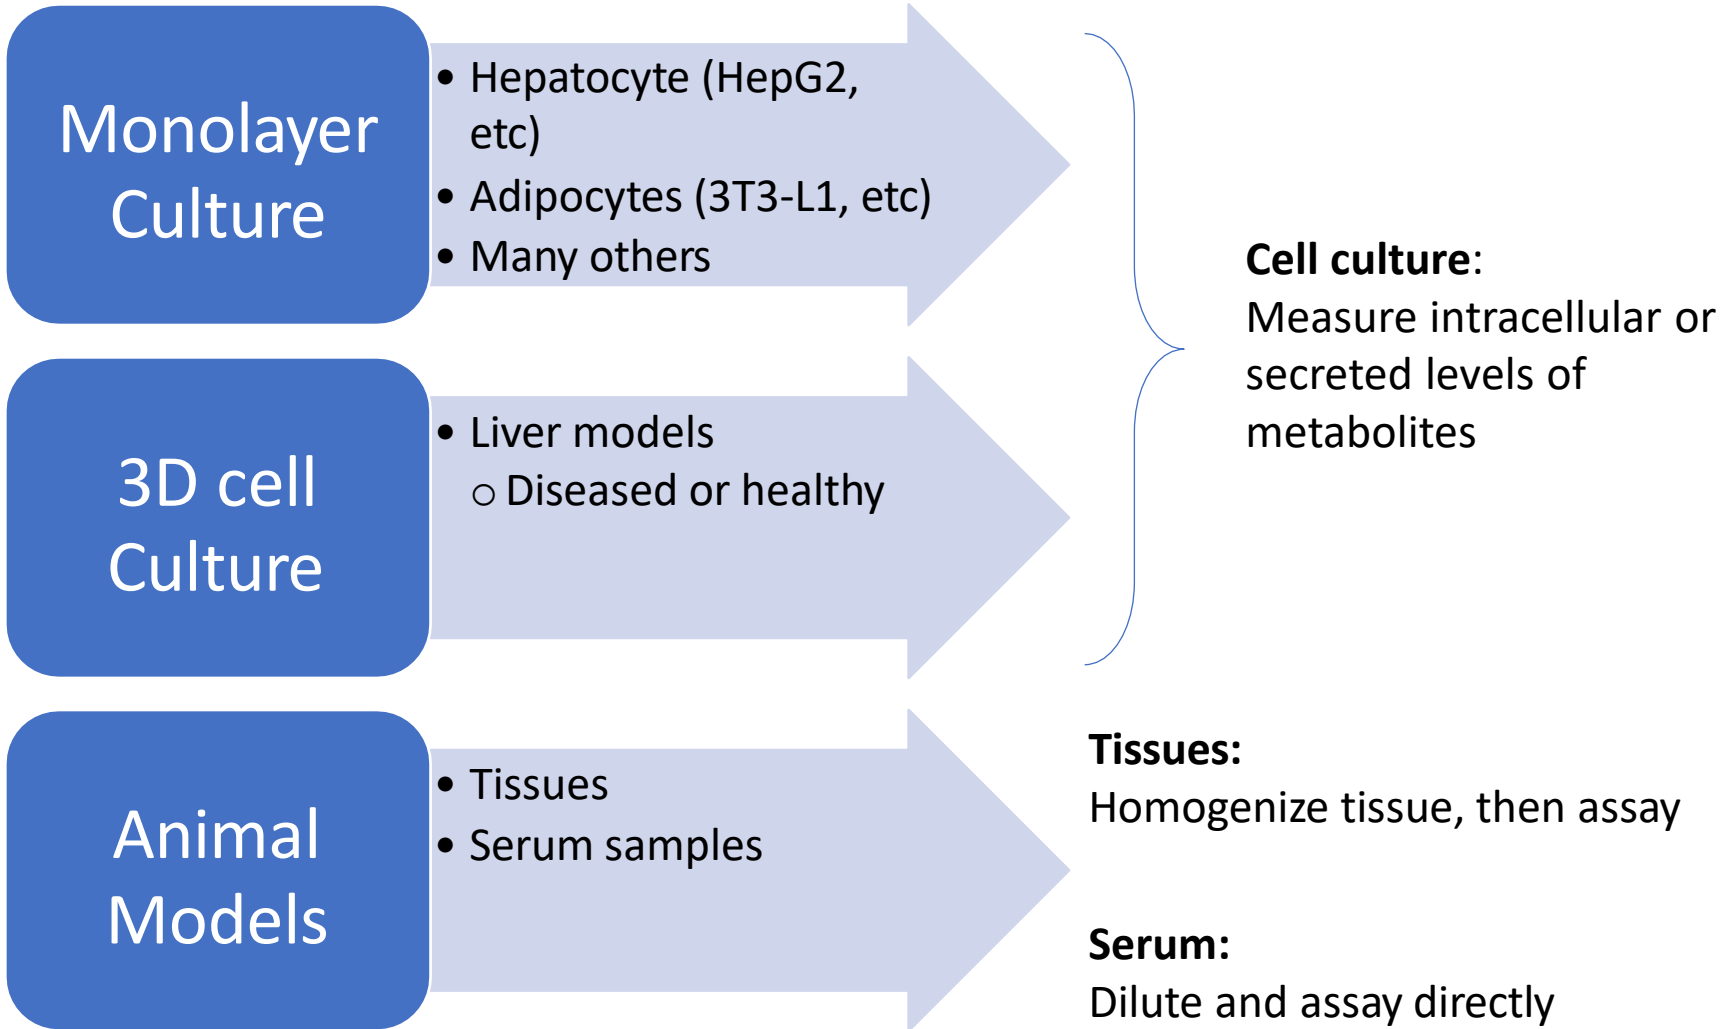 Monolayer
Culture
• Hepatocyte (HepG2,
etc)
• Adipocytes (3T3-L1, etc)
• Many others
3D cell
Culture
• Liver models
o Diseased or healthy
Cell culture:
Measure intracellular or
secreted levels of
metabolites
Animal
Models
• Tissues
• Serum samples
Tissues:
Homogenize tissue, then assay
Serum:
Dilute and assay directly